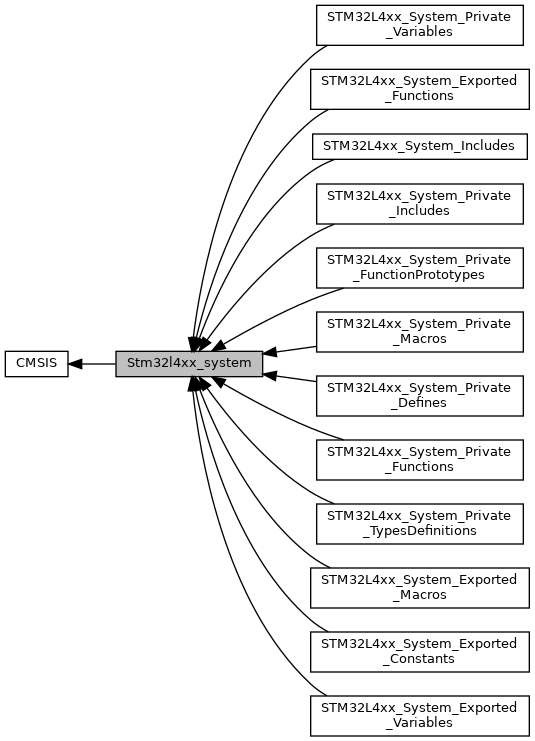 STM32L4xx_System_Private
_Variables
STM32L4xx_System_Exported
_Functions
STM32L4xx_System_Includes
STM32L4xx_System_Private
_Includes
STM32L4xx_System_Private
_FunctionPrototypes
STM32L4xx_System_Private
_Macros
CMSIS
Stm32l4xx_system
STM32L4xx_System_Private
_Defines
STM32L4xx_System_Private
_Functions
STM32L4xx_System_Private
_TypesDefinitions
STM32L4xx_System_Exported
_Macros
STM32L4xx_System_Exported
_Constants
STM32L4xx_System_Exported
_Variables